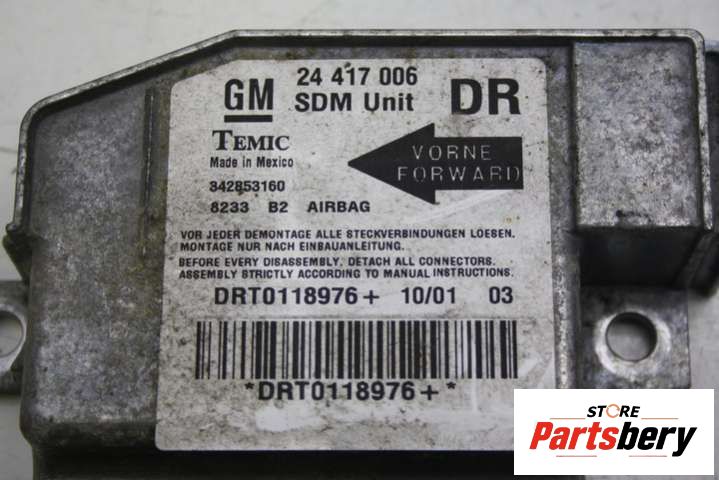 GM
24 417 006
SDM Unit
DR
TEMIC
Made in Mexico
VORNE
FORWARD
342853160
8233 B2 AIRBAG
VOR JEDER DEMONTAGE ALLE STECKVERBINDUNGEN LOESEN.
MONTAGE NUR NACH EINBAUANLEITUNG.
BEFORE EVERY DISASSEMBLY, DETACH ALL CONNECTORS.
ASSEMBLY STRICTLY ACCORDING TO MANUAL INSTRUCTIONS.
DRT0118976+ 10/01 03
*DRT0118976+*
STORE
Partsbery